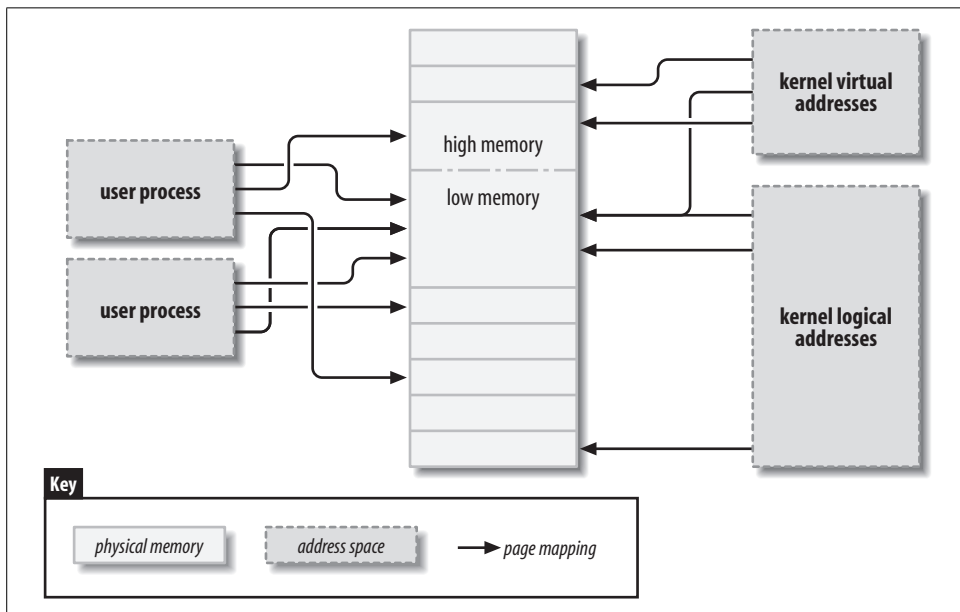 kernel virtual
addresses
high memory
low memory
user process
user process
kernel logical
addresses
Key
physical memory
address space
page mapping